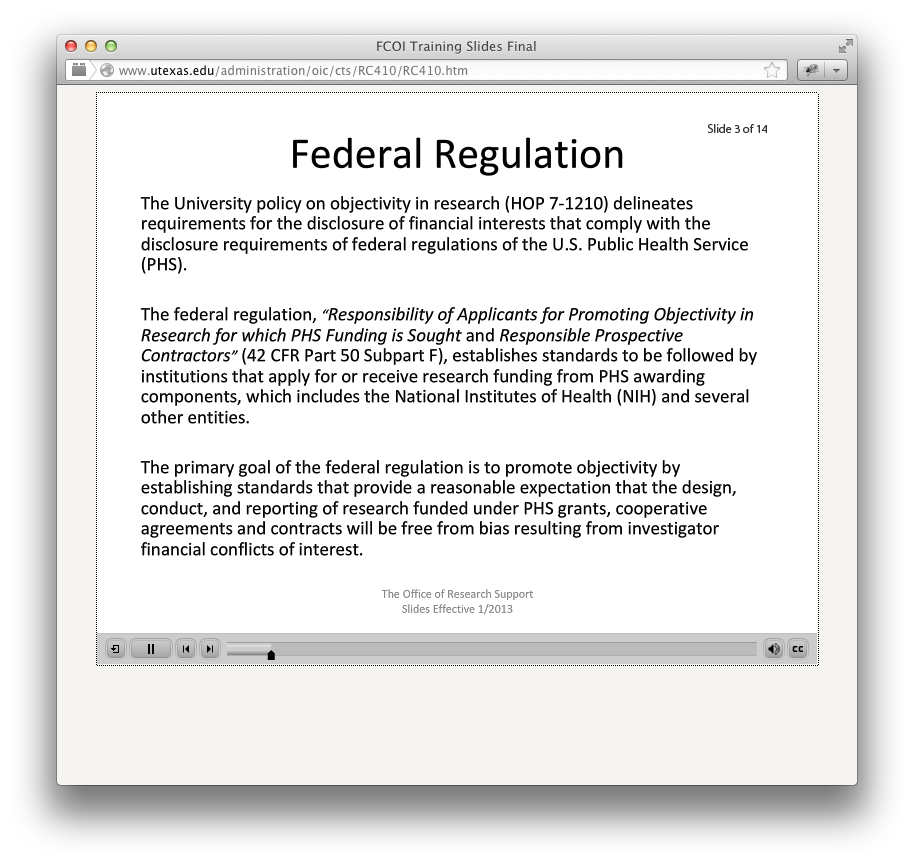 FCOI Training Slides Final
www.utexas.edu/administration/oic/cts/RC410/RC410.htm
Slide 3 of 14
Federal Regulation
The University policy on objectivity in research (HOP 7-1210) delineates
requirements for the disclosure of financial interests that comply with the
disclosure requirements of federal regulations of the U.S. Public Health Service
(PHS).
The federal regulation, “Responsibility of Applicants for Promoting Objectivity in
Research for which PHS Funding is Sought and Responsible Prospective
Contractors” (42 CFR Part 50 Subpart F), establishes standards to be followed by
institutions that apply for or receive research funding from PHS awarding
components, which includes the National Institutes of Health (NIH) and several
other entities.
The primary goal of the federal regulation is to promote objectivity by
establishing standards that provide a reasonable expectation that the design,
conduct, and reporting of research funded under PHS grants, cooperative
agreements and contracts will be free from bias resulting from investigator
financial conflicts of interest.
The Office of Research Support
Slides Effective 1/2013
CC